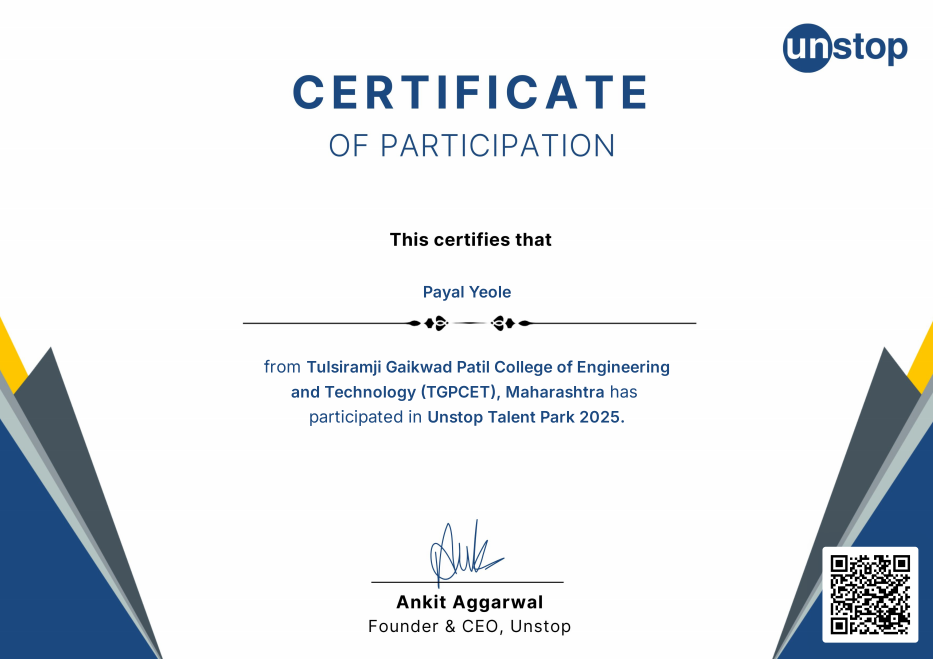 unstop
CERTIFICATE
OF PARTICIPATION
This certifies that
Payal Yeole
from Tulsiramji Gaikwad Patil College of Engineering
and Technology (TGPCET), Maharashtra has
participated in Unstop Talent Park 2025.
Ankit Aggarwal
Founder & CEO, Unstop